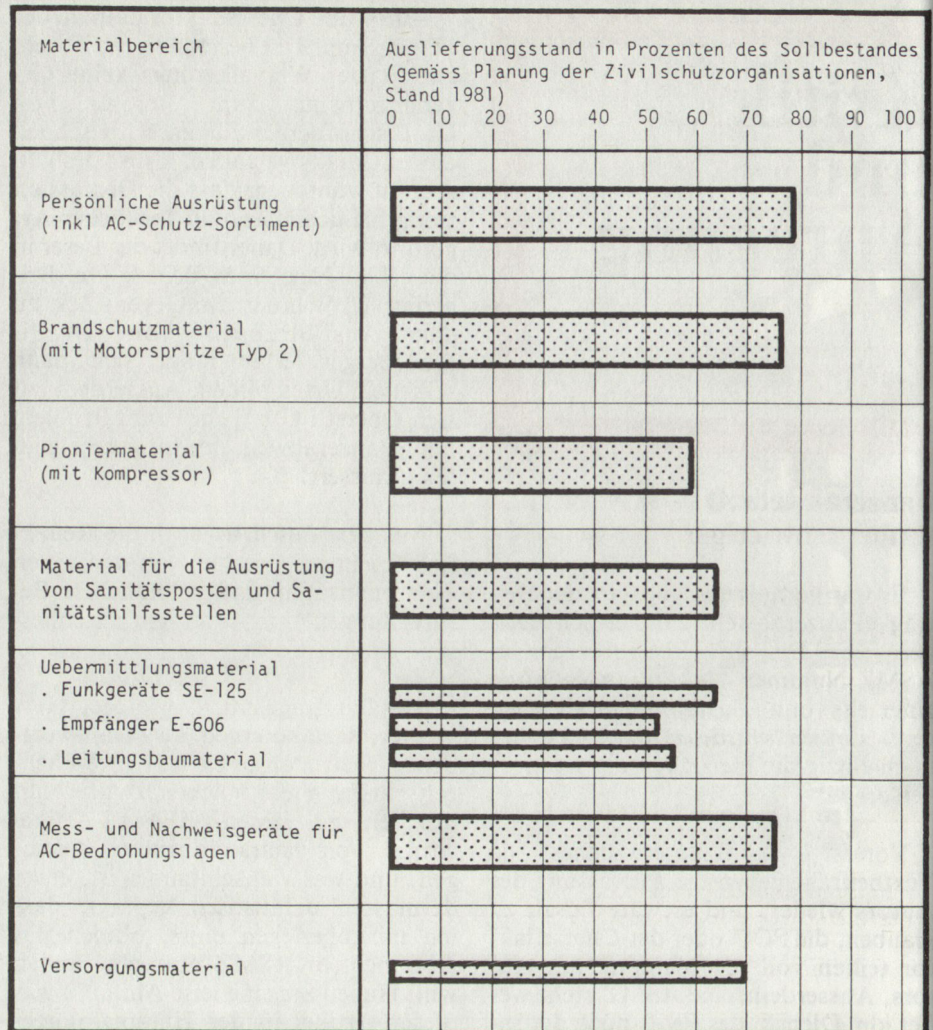 Materialbereich
Auslieferungsstand in Prozenten des Sollbestandes
(gemäss Planung der Zivilschutzorganisationen,
Stand 1981)
0 10 20 30 40 50 60 70 80 90 100
Persönliche Ausrüstung
(inkl AC-Schutz-Sortiment)
Brandschutzmaterial
(mit Motorspritze Typ 2)
Pioniermaterial
(mit Kompressor)
Material für die Ausrüstung
von Sanitätsposten und Sa-
nitätshilfsstellen
Uebermittlungsmaterial
Funkgeräte SE-125
Empfänger E-606
Leitungsbaumaterial
Mess- und Nachweisgeräte für
AC-Bedrohungslagen
Versorgungsmaterial